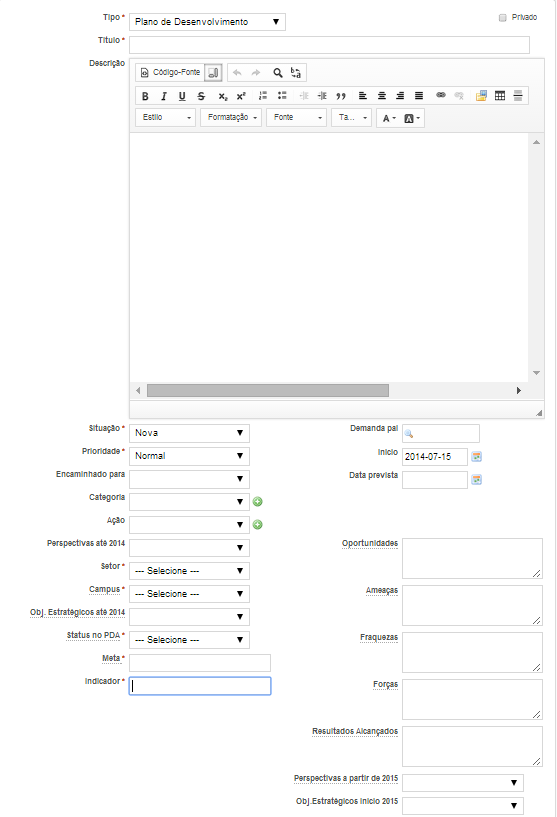 Tipo * Plano de Desenvolvimento Privado
Título *
Descrição
Código-Fonte
B I U S x₂ x²
Estilo Formatação Fonte Ta... A A
Situação * Nova Demanda pai
Prioridade * Normal Início 2014-07-15
Encaminhado para Data prevista
Categoria
Ação
Perspectivas até 2014 Oportunidades
Setor * --- Selecione ---
Campus * --- Selecione --- Ameaças
Obj. Estratégicos até 2014
Status no PDA * --- Selecione --- Fraquezas
Meta *
Indicador * Forças
Resultados Alcançados
Perspectivas a partir de 2015
Obj.Estratégicos Início 2015